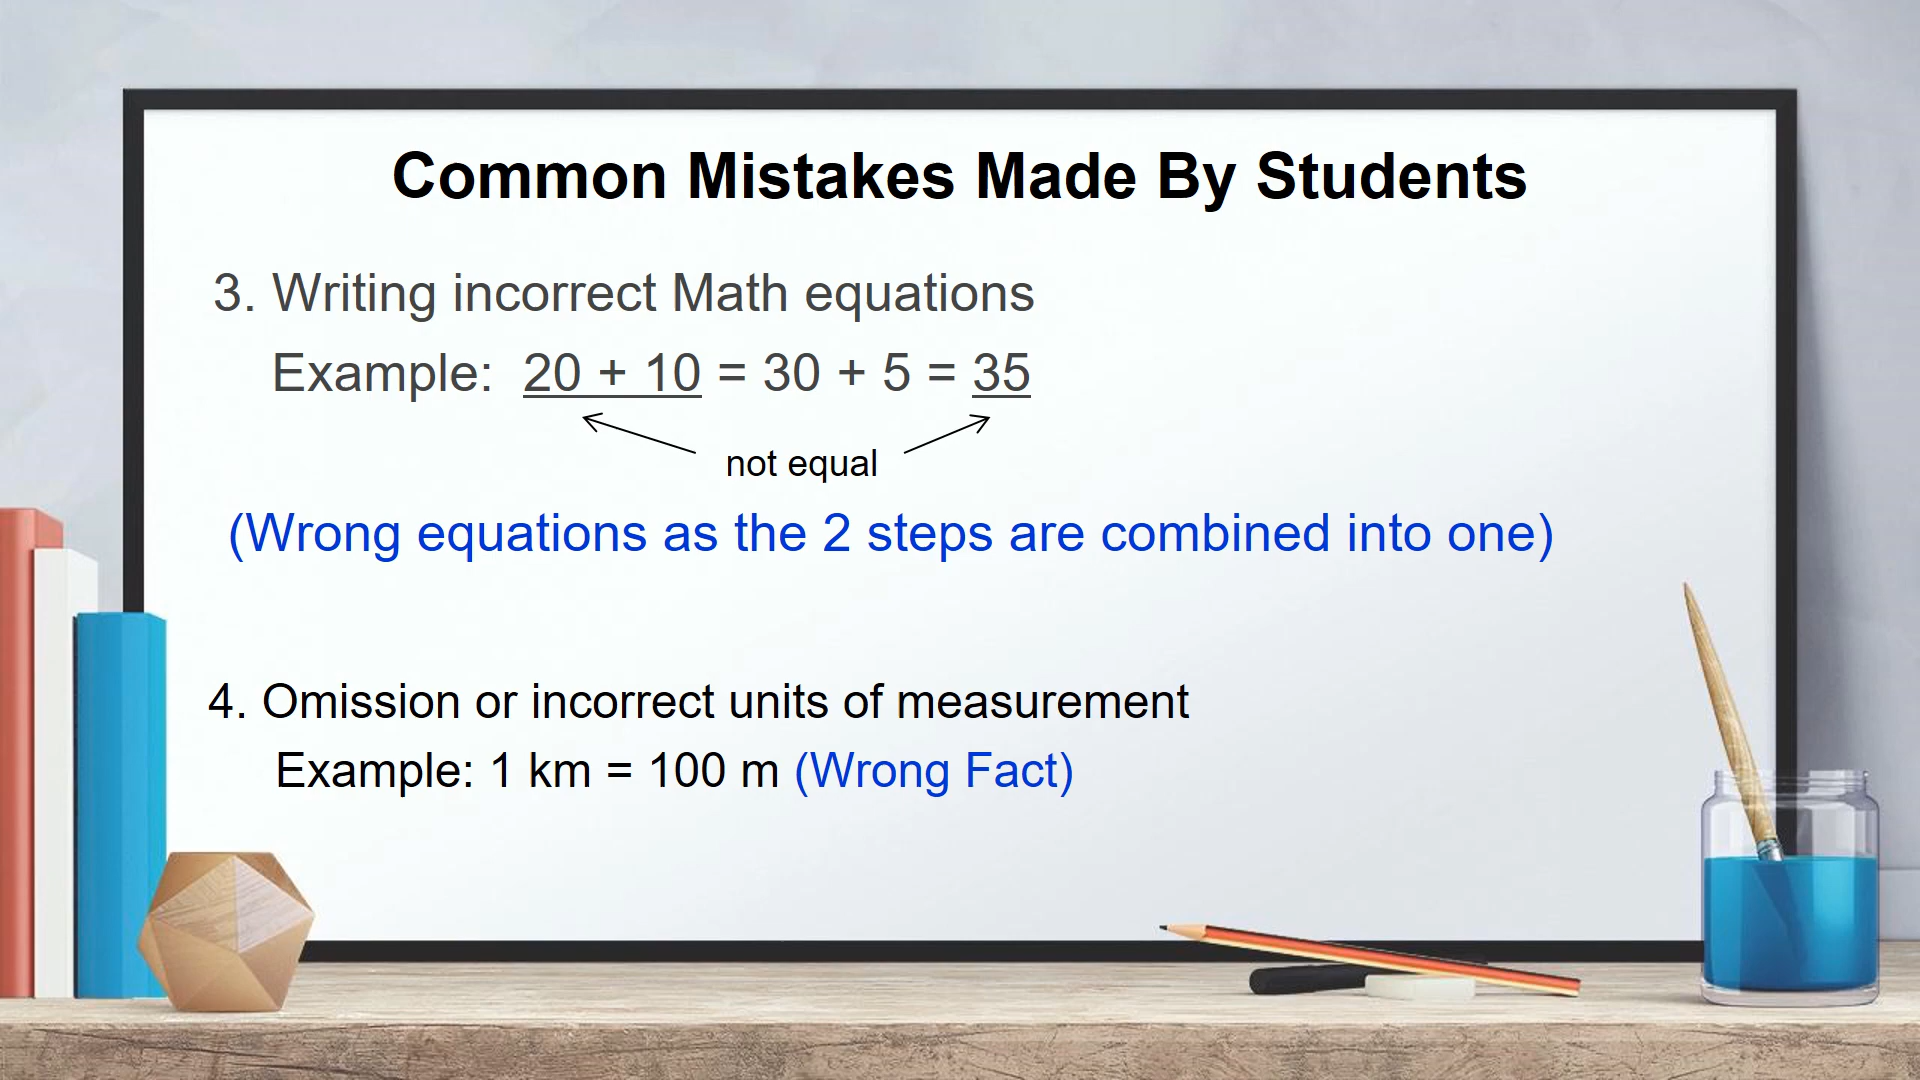 Common Mistakes Made By Students
3. Writing incorrect Math equations
Example: 20 + 10 = 30 + 5 = 35
not equal
(Wrong equations as the 2 steps are combined into one)
4. Omission or incorrect units of measurement
Example: 1 km = 100 m (Wrong Fact)